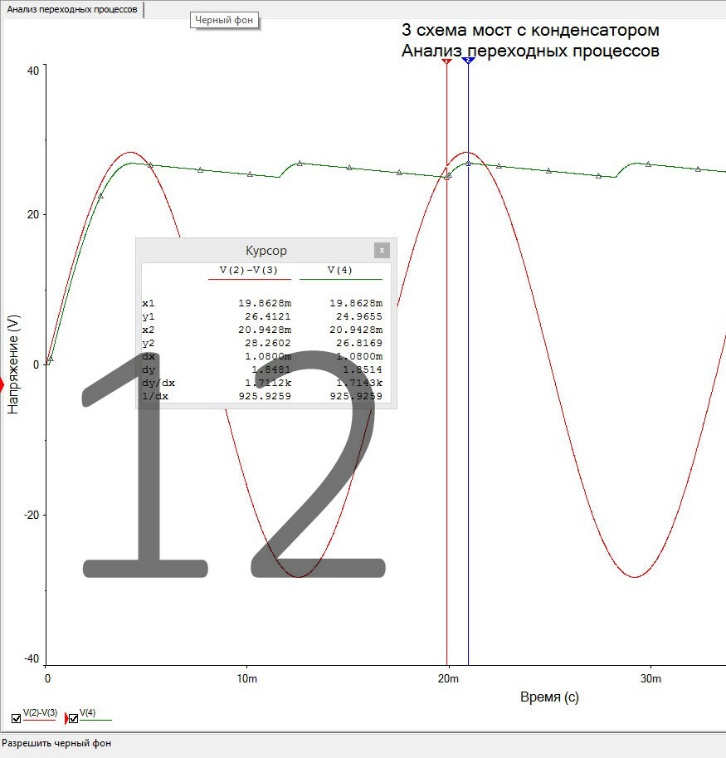 Анализ переходных процессов
Черный фон
3 схема мост с конденсатором
Анализ переходных процессов
40
20
0
-20
-40
Напряжение (V)
Курсор
x
V(2)-V(3) V(4)
x1 19.8628m 19.8628m
y1 26.4121 24.9655
x2 20.9428m 20.9428m
y2 28.2602 26.8169
dx 1.0800m 1.0800m
dy 1.8481 1.8514
dy/dx 1.7112k 1.7143k
1/dx 925.9259 925.9259
12
0 10m 20m 30m
Время (с)
V(2)-V(3) V(4)
Разрешить черный фон